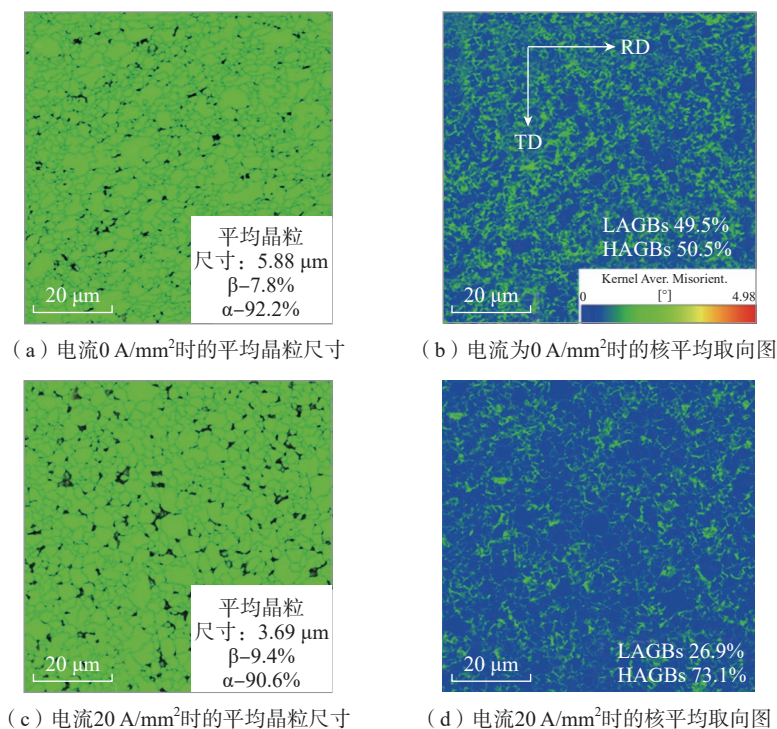 平均晶粒
尺寸：5.88 μm
β–7.8%
α–92.2%
20 μm
RD
TD
LAGBs 49.5%
HAGBs 50.5%
Kernel Aver. Misorient.
0 [°] 4.98
20 μm
（a）电流0 A/mm²时的平均晶粒尺寸
（b）电流为0 A/mm²时的核平均取向图
平均晶粒
尺寸：3.69 μm
β–9.4%
α–90.6%
20 μm
LAGBs 26.9%
HAGBs 73.1%
20 μm
（c）电流20 A/mm²时的平均晶粒尺寸
（d）电流20 A/mm²时的核平均取向图